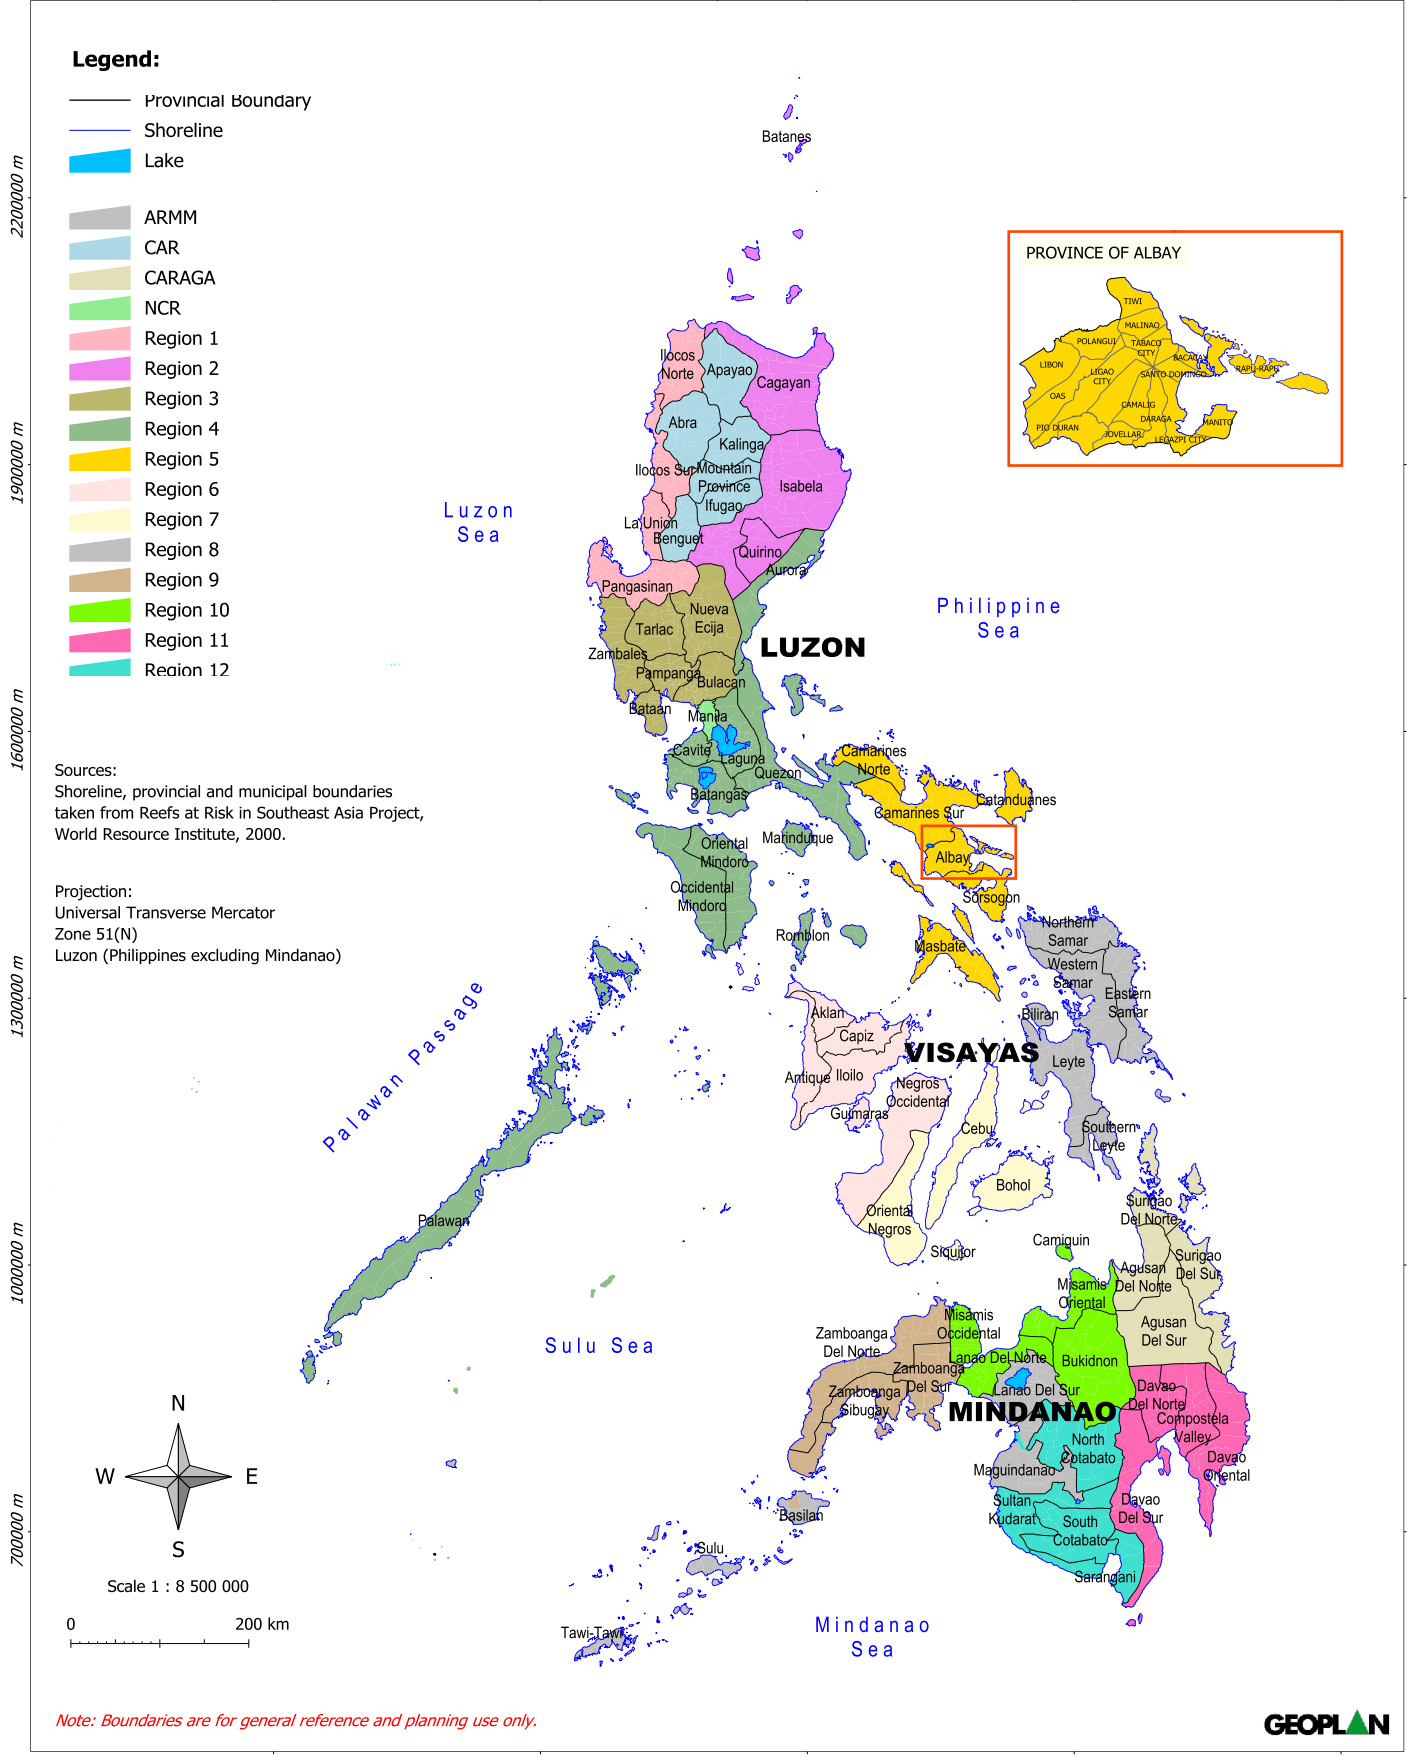 Legend:
Provincial Boundary
Shoreline
Lake
ARMM
CAR
CARAGA
NCR
Region 1
Region 2
Region 3
Region 4
Region 5
Region 6
Region 7
Region 8
Region 9
Region 10
Region 11
Region 12
Sources:
Shoreline, provincial and municipal boundaries
taken from Reefs at Risk in Southeast Asia Project,
World Resource Institute, 2000.
Projection:
Universal Transverse Mercator
Zone 51(N)
Luzon (Philippines excluding Mindanao)
2200000 m
1900000 m
1600000 m
1300000 m
1000000 m
700000 m
PROVINCE OF ALBAY
TIWI
MALINAO
POLANGUI
TABACO
CITY
BACACAY
LIBON
LIGAO
CITY
SANTO DOMINGO
RAPU-RAPU
OAS
CAMALIG
DARAGA
MANITO
PIO DURAN
JOVELLAR
LEGAZPI CITY
Batanes
Ilocos
Norte
Apayao
Cagayan
Abra
Kalinga
Ilocos Sur
Mountain
Province
Isabela
Ifugao
La Union
Benguet
Quirino
Aurora
Pangasinan
Nueva
Ecija
Tarlac
Zambales
Pampanga
Bulacan
Bataan
Manila
Cavite
Laguna
Quezon
Batangas
LUZON
Luzon
Sea
Philippine
Sea
Camarines
Norte
Catanduanes
Camarines Sur
Albay
Sorsogon
Masbate
Marinduque
Oriental
Mindoro
Occidental
Mindoro
Romblon
Palawan Passage
Palawan
Northern
Samar
Western
Samar
Eastern
Samar
Biliran
Leyte
Southern
Leyte
VISAYAS
Aklan
Capiz
Antique
Iloilo
Guimaras
Negros
Occidental
Cebu
Bohol
Oriental
Negros
Siquijor
Camiguin
Surigao
Del Norte
Surigao
Del Sur
Agusan
Del Norte
Agusan
Del Sur
Misamis
Oriental
Misamis
Occidental
Lanao Del Norte
Bukidnon
Lanao Del Sur
Zamboanga
Del Norte
Zamboanga
Del Sur
Zamboanga
Sibugay
MINDANAO
Davao
Del Norte
Compostela
Valley
Davao
Oriental
North
Cotabato
Maguindanao
Sultan
Kudarat
South
Cotabato
Davao
Del Sur
Sarangani
Basilan
Sulu
Tawi-Tawi
Sulu Sea
Mindanao
Sea
N
W
E
S
Scale 1 : 8 500 000
0
200 km
Note: Boundaries are for general reference and planning use only.
GEOPLAN